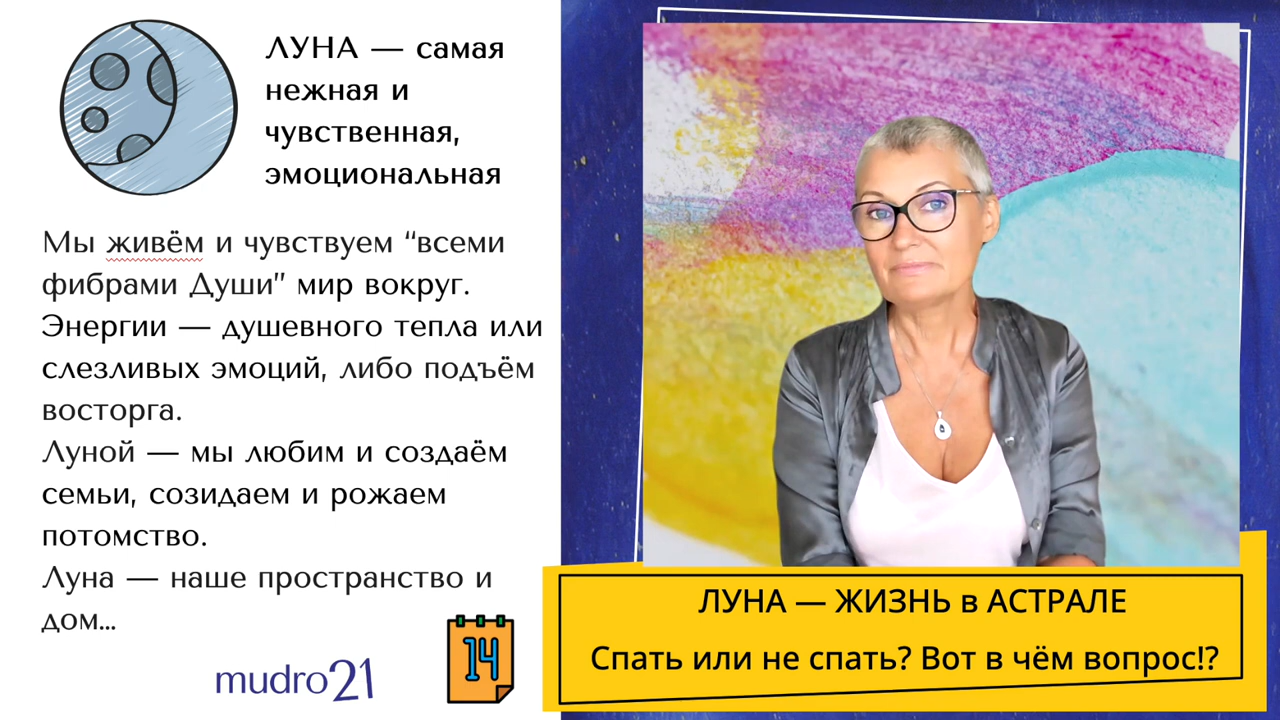 ЛУНА — самая
нежная и
чувственная,
эмоциональная
Мы живём и чувствуем “всеми
фибрами Души” мир вокруг.
Энергии — душевного тепла или
слезливых эмоций, либо подъём
восторга.
Луной — мы любим и создаём
семьи, созидаем и рожаем
потомство.
Луна — наше пространство и
дом...
mudro21
14
ЛУНА — ЖИЗНЬ в АСТРАЛЕ
Спать или не спать? Вот в чём вопрос!?